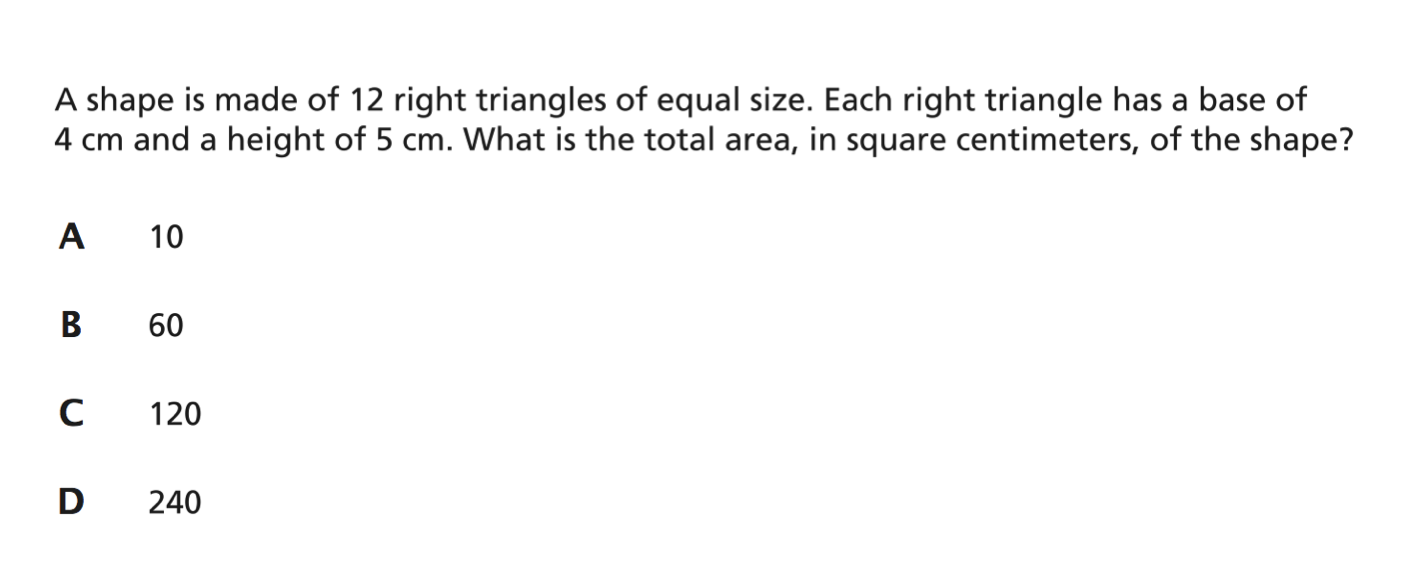 A shape is made of 12 right triangles of equal size. Each right triangle has a base of
4 cm and a height of 5 cm. What is the total area, in square centimeters, of the shape?
A 10
B 60
C 120
D 240